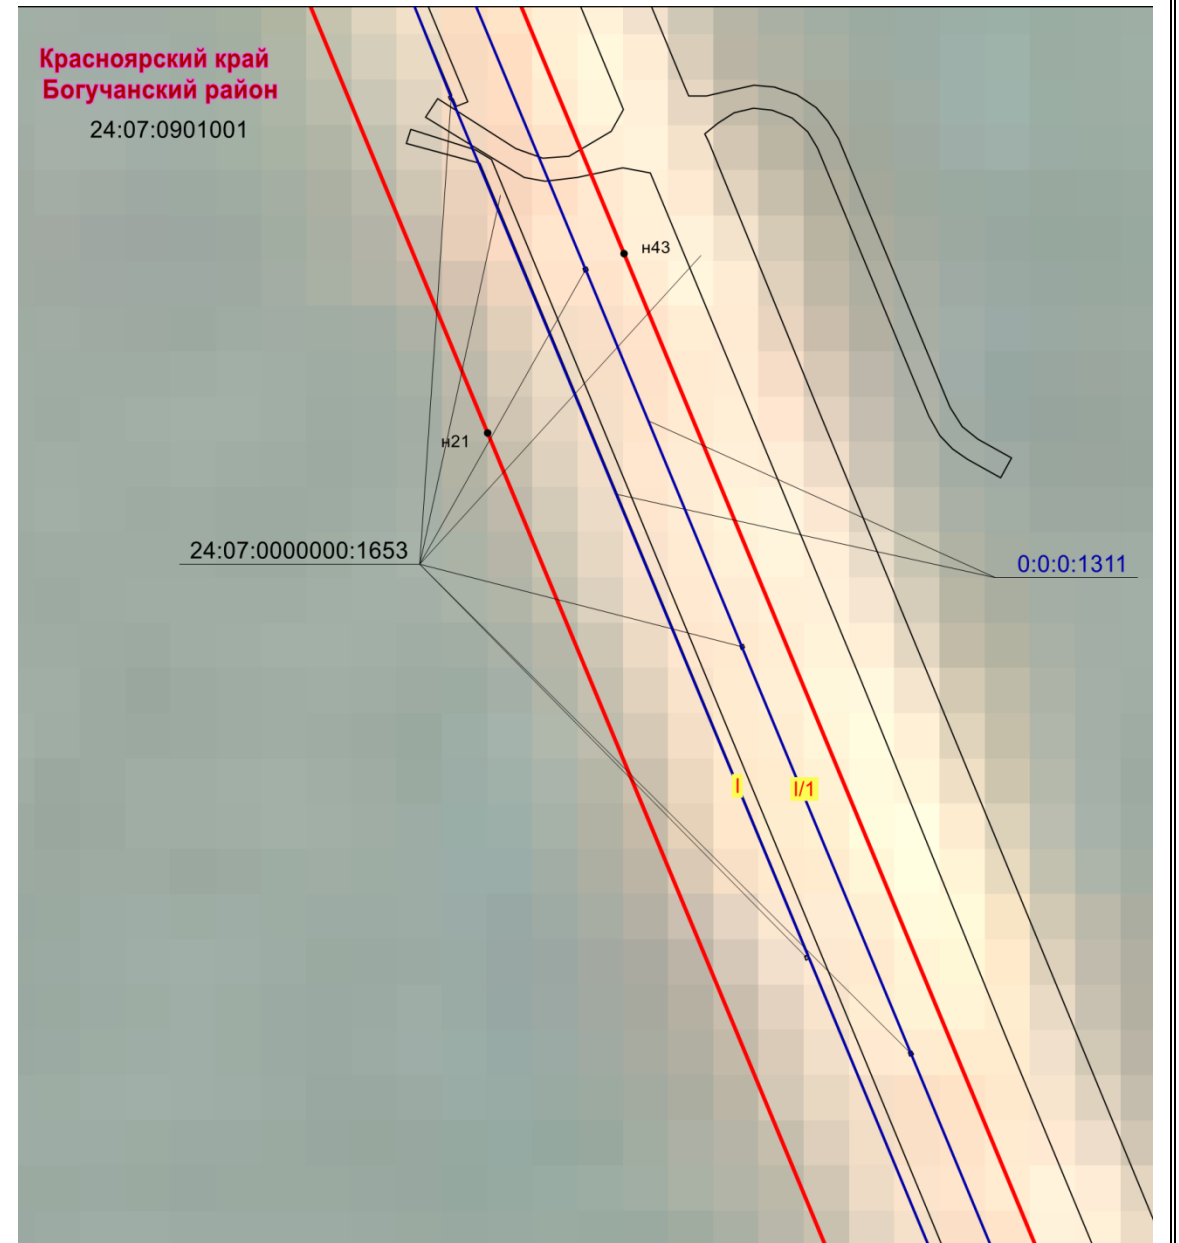 Красноярский край
Богучанский район
24:07:0901001
н43
н21
24:07:0000000:1653
0:0:0:1311
I
I/1